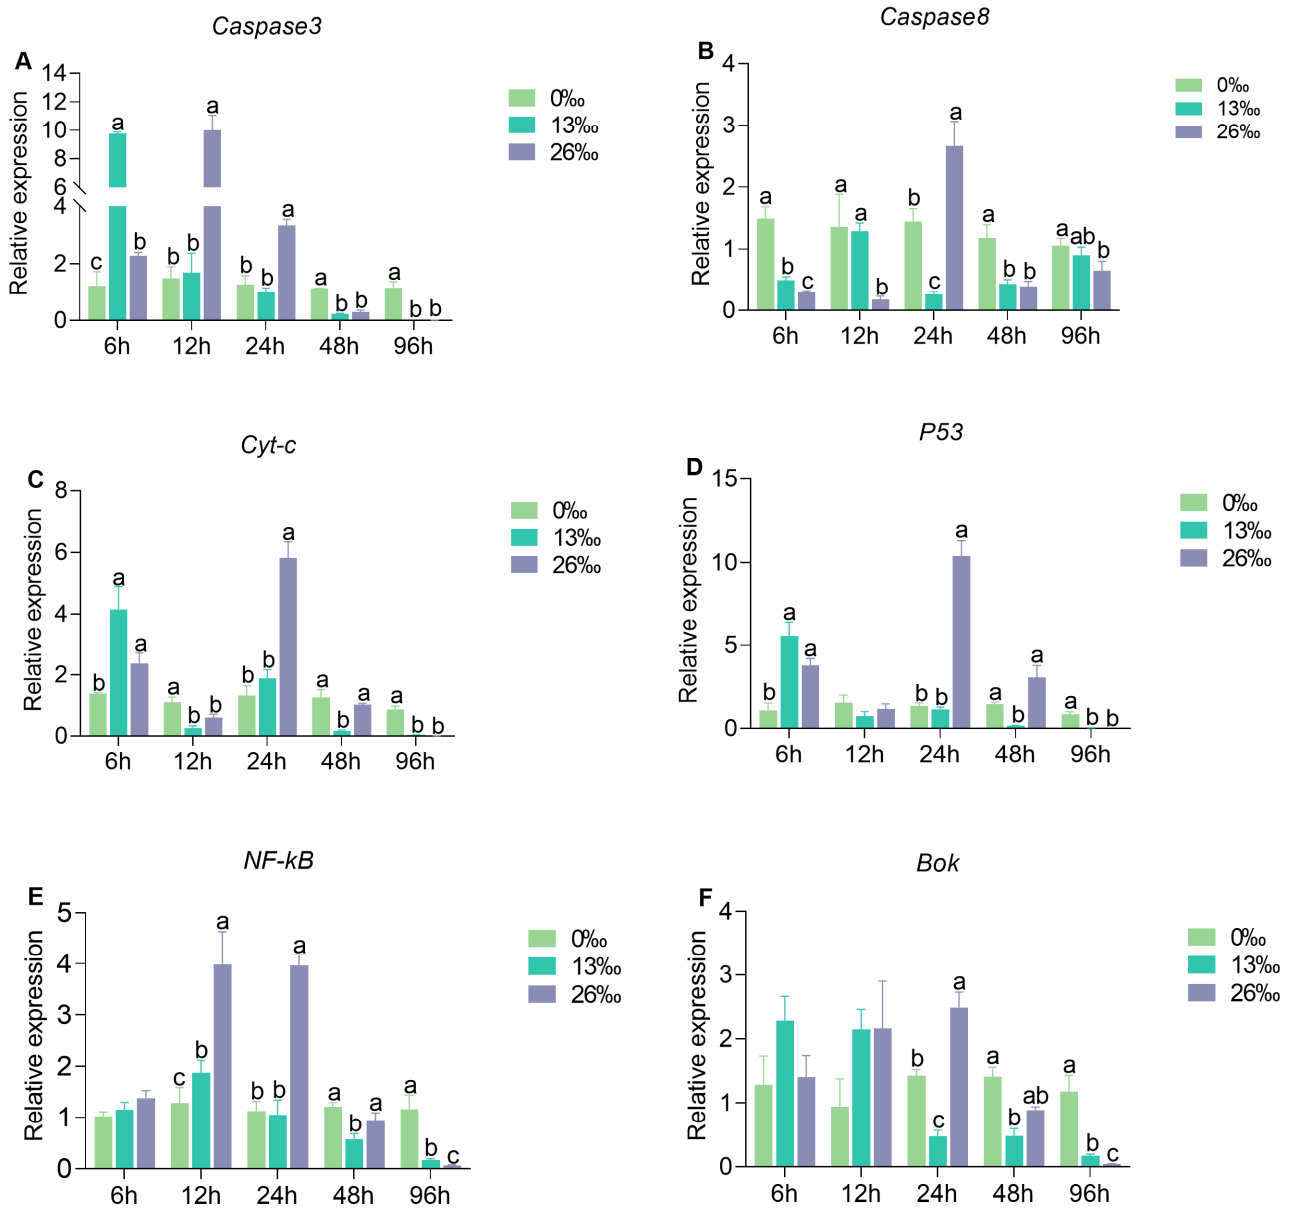 Caspase3
A
14
12
10
8
6
4
2
0
Relative expression
a
a
a
c
b
b
b
b
b
a
b
b
a
b
b
6h
12h
24h
48h
96h
0‰
13‰
26‰
Caspase8
B
4
3
2
1
0
Relative expression
a
b
c
a
a
b
b
c
a
a
b
b
a
ab
b
6h
12h
24h
48h
96h
0‰
13‰
26‰
Cyt-c
C
8
6
4
2
0
Relative expression
b
a
a
a
b
b
b
b
a
a
b
a
a
b
b
6h
12h
24h
48h
96h
0‰
13‰
26‰
P53
D
15
10
5
0
Relative expression
b
a
a
b
b
a
a
b
a
a
b
b
6h
12h
24h
48h
96h
0‰
13‰
26‰
NF-kB
E
5
4
3
2
1
0
Relative expression
c
b
a
b
b
a
a
b
a
a
b
c
6h
12h
24h
48h
96h
0‰
13‰
26‰
Bok
F
4
3
2
1
0
Relative expression
b
c
a
a
b
ab
a
b
c
6h
12h
24h
48h
96h
0‰
13‰
26‰